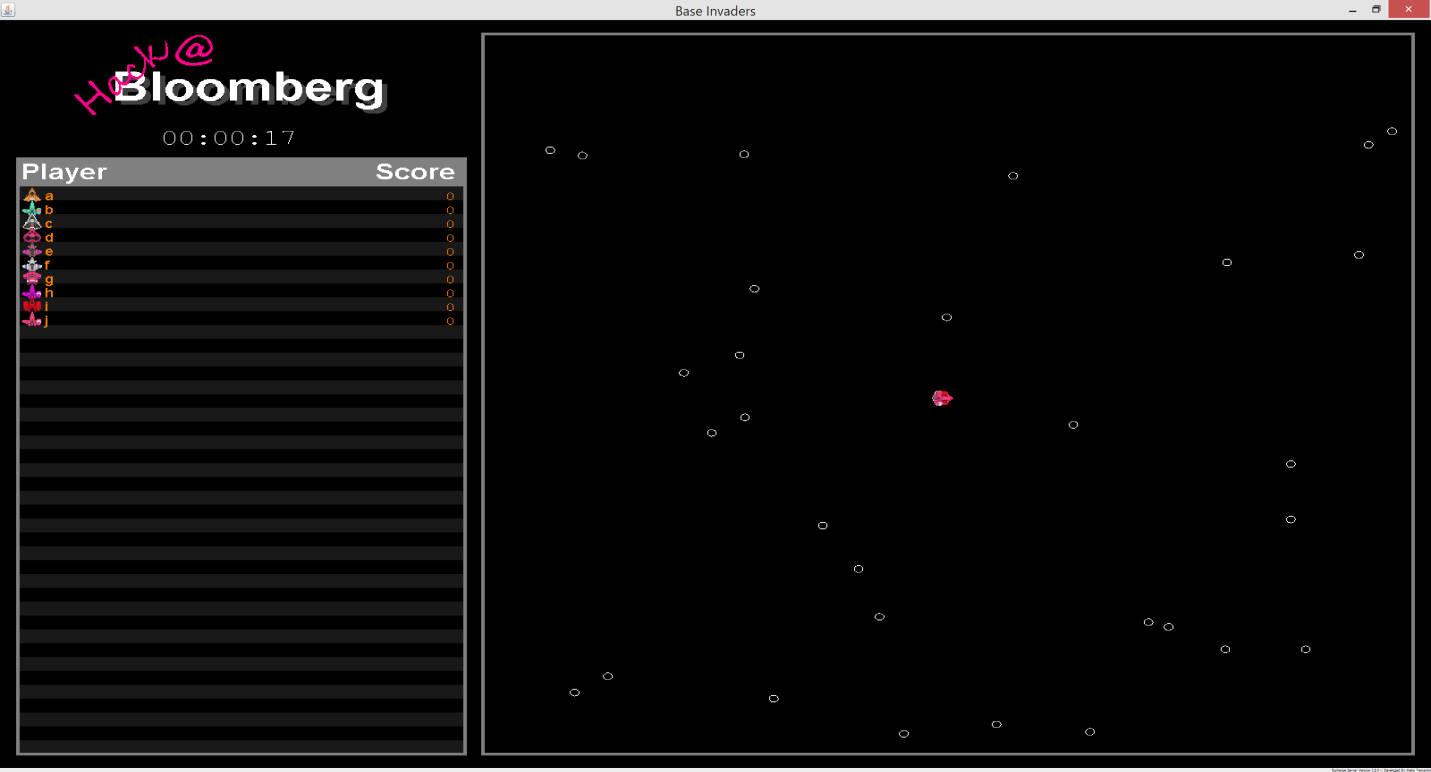 Base Invaders
Hack @
Bloomberg
00:00:17
Player Score
a 0
b 0
c 0
d 0
e 0
f 0
g 0
h 0
i 0
j 0